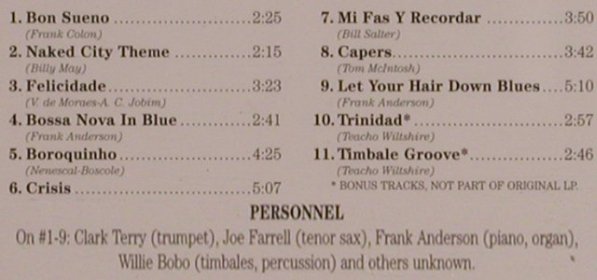 1. Bon Sueno ........................ 2:25
(Frank Colon)
2. Naked City Theme ............. 2:15
(Billy May)
3. Felicidade ......................... 3:23
(V. de Moraes-A. C. Jobim)
4. Bossa Nova In Blue ............ 2:41
(Frank Anderson)
5. Boroquinho ....................... 4:25
(Nenescal-Boscole)
6. Crisis ............................... 5:07
7. Mi Fas Y Recordar .............. 3:50
(Bill Salter)
8. Capers .............................. 3:42
(Tom McIntosh)
9. Let Your Hair Down Blues .... 5:10
(Frank Anderson)
10. Trinidad* .......................... 2:57
(Teacho Wiltshire)
11. Timbale Groove* ................ 2:46
(Teacho Wiltshire)
* BONUS TRACKS, NOT PART OF ORIGINAL LP.
PERSONNEL
On #1-9: Clark Terry (trumpet), Joe Farrell (tenor sax), Frank Anderson (piano, organ),
Willie Bobo (timbales, percussion) and others unknown.